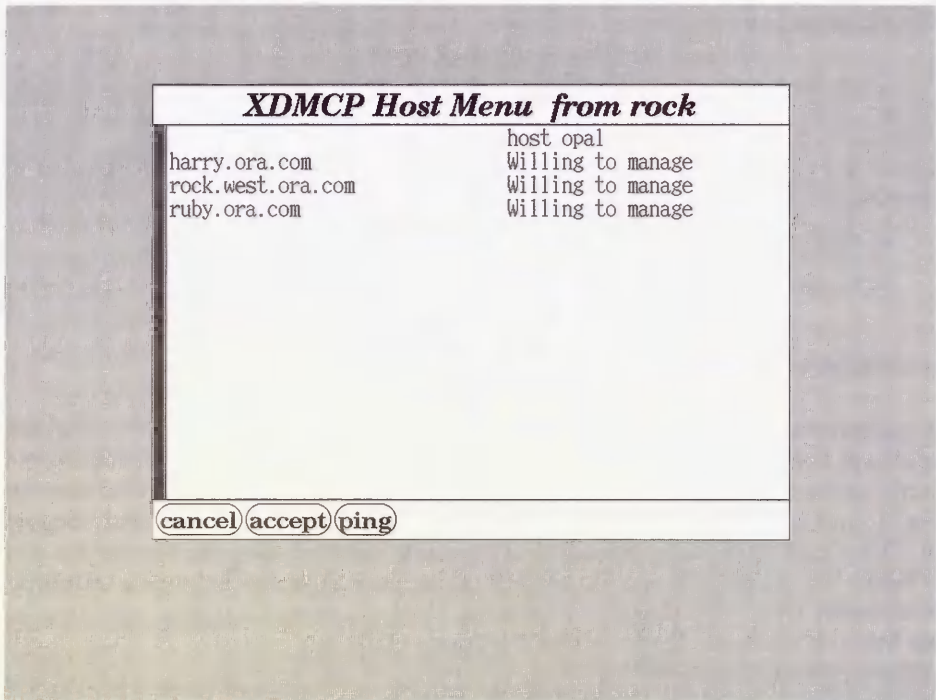 XDMCP Host Menu from rock
host opal
harry.ora.com Willing to manage
rock.west.ora.com Willing to manage
ruby.ora.com Willing to manage
cancel accept ping